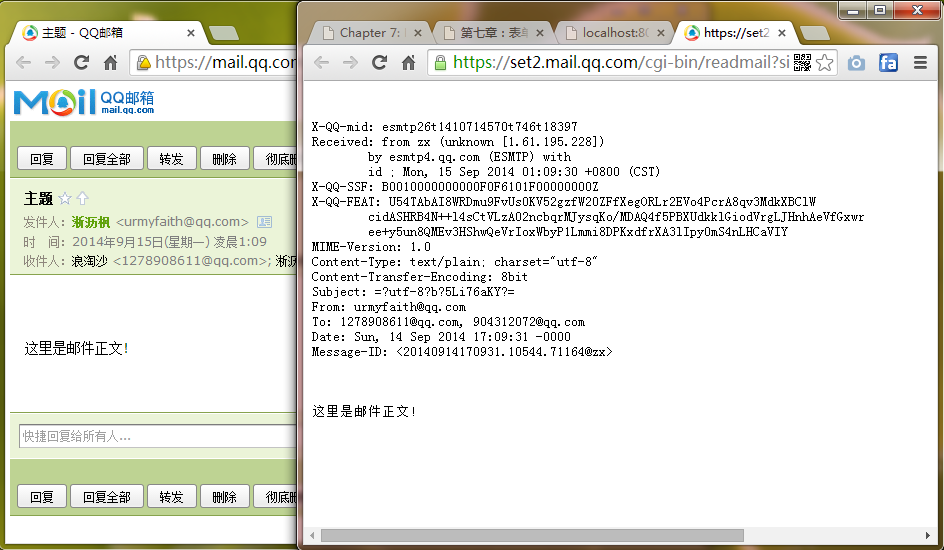 主题 - QQ邮箱
https://mail.qq.com
Mail QQ邮箱
mail.qq.com
回复 回复全部 转发 删除 彻底删
主题
发件人：渐沥枫 <urmyfaith@qq.com>
时 间：2014年9月15日(星期一) 凌晨1:09
收件人：浪淘沙 <1278908611@qq.com>; 渐沥
这里是邮件正文!
快捷回复给所有人...
回复 回复全部 转发 删除 彻底删
Chapter 7: 第七章：表单 localhost:80 https://set2
https://set2.mail.qq.com/cgi-bin/readmail?si
X-QQ-mid: esmtp26t1410714570t746t18397
Received: from zx (unknown [1.61.195.228])
by esmtp4.qq.com (ESMTP) with
id ; Mon, 15 Sep 2014 01:09:30 +0800 (CST)
X-QQ-SSF: B0010000000000F0F6101F00000000Z
X-QQ-FEAT: U54TAbAI8WRDmu9FvUs0KV52gzfW20ZFfXegORLr2EVo4PcrA8qv3MdkXBClW
cidASHRB4N++l4sCtVLzAO2ncbqrMJysqKo/MDAQ4f5PBXUdkklGiodVrgLJHnhAeVfGxwr
ee+y5un8QMEv3HShwQeVrIoxWbyP1Lmmi8DPKxdfrXA3lIpy0mS4nLHCaVIY
MIME-Version: 1.0
Content-Type: text/plain; charset="utf-8"
Content-Transfer-Encoding: 8bit
Subject: =?utf-8?b?5Li76aKY?=
From: urmyfaith@qq.com
To: 1278908611@qq.com, 904312072@qq.com
Date: Sun, 14 Sep 2014 17:09:31 -0000
Message-ID: <20140914170931.10544.71164@zx>
这里是邮件正文!